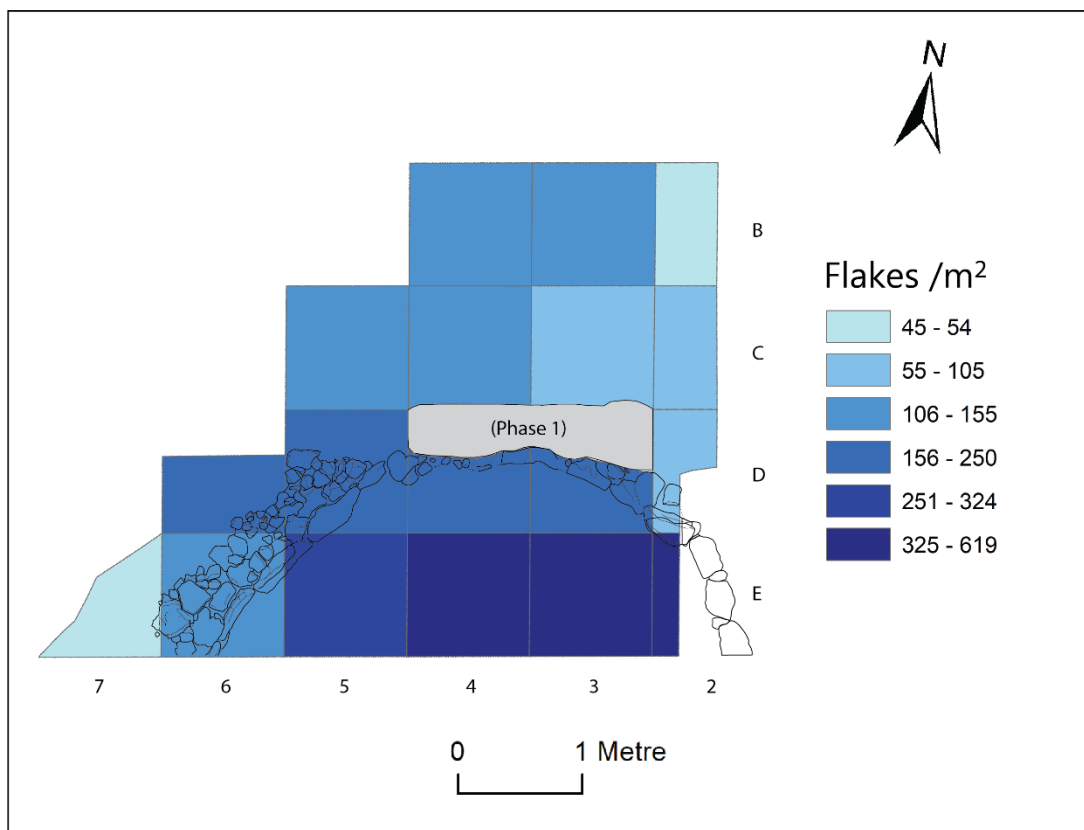 N
B
C
(Phase 1)
D
E
7 6 5 4 3 2
Flakes /m²
45 - 54
55 - 105
106 - 155
156 - 250
251 - 324
325 - 619
0 1 Metre